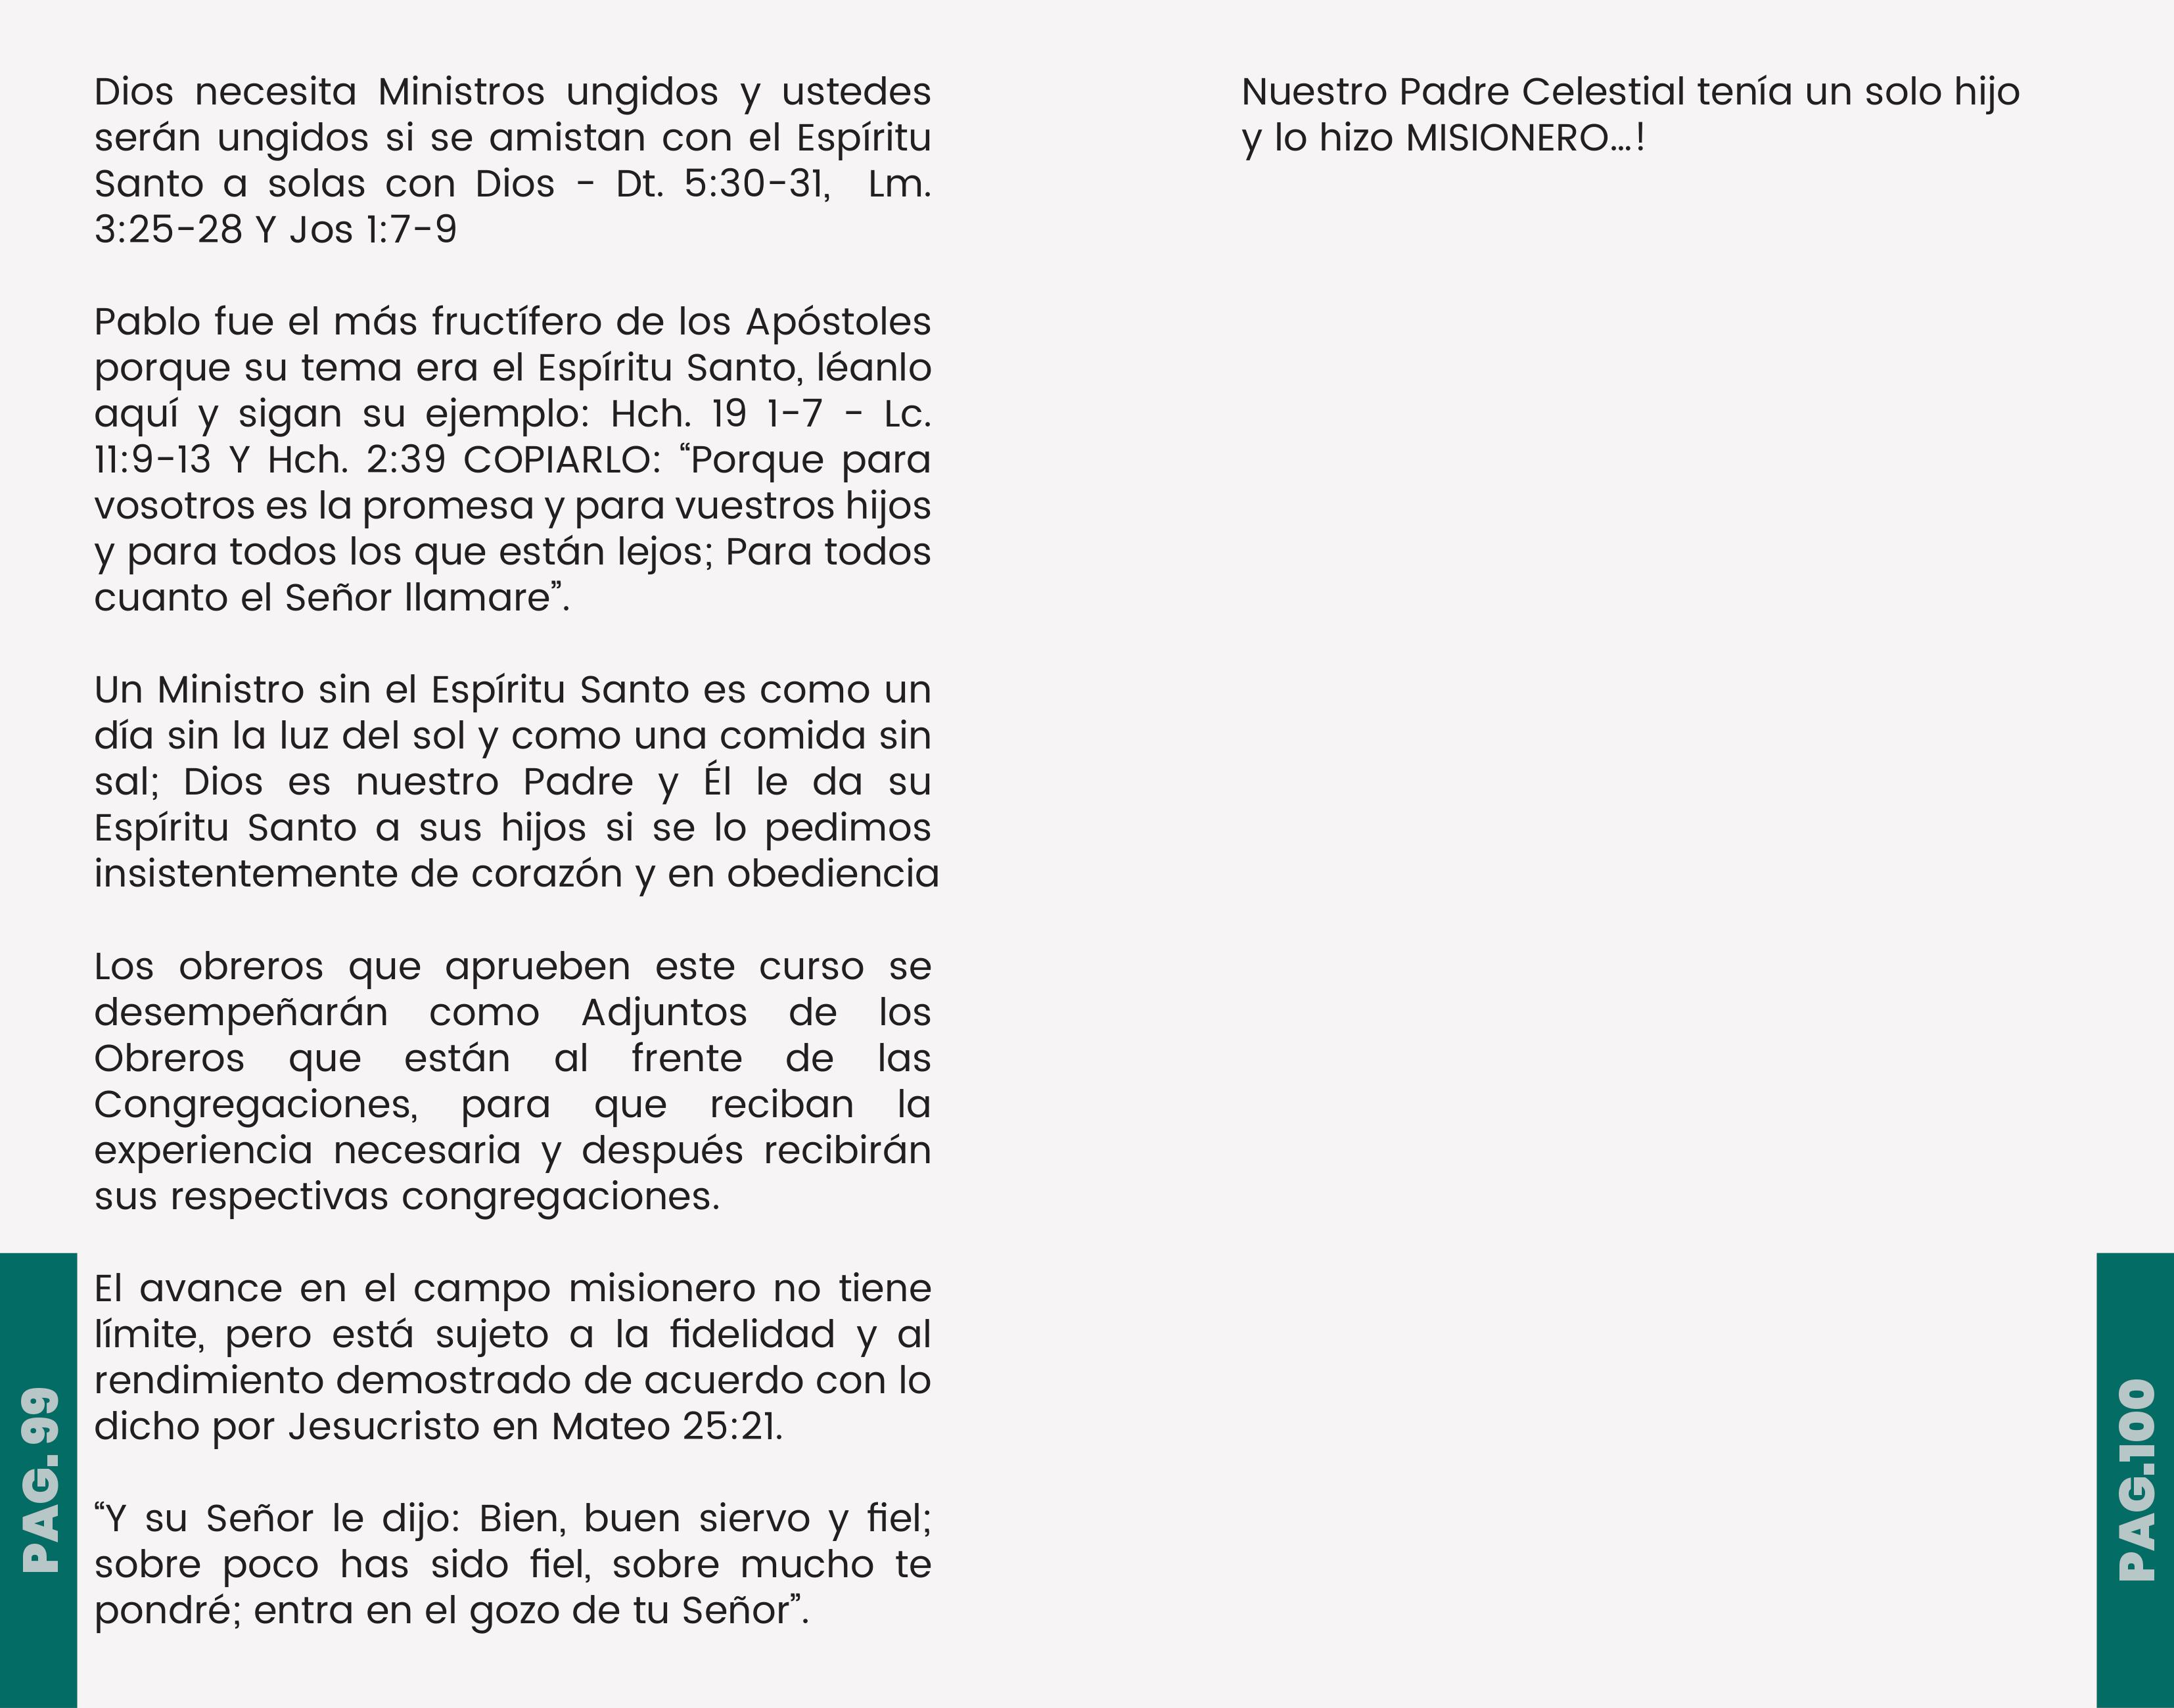 Dios necesita Ministros ungidos y ustedes
serán ungidos si se amistan con el Espíritu
Santo a solas con Dios - Dt. 5:30-31, Lm.
3:25-28 Y Jos 1:7-9
Pablo fue el más fructífero de los Apóstoles
porque su tema era el Espíritu Santo, léanlo
aquí y sigan su ejemplo: Hch. 19 1-7 - Lc.
11:9-13 Y Hch. 2:39 COPIARLO: “Porque para
vosotros es la promesa y para vuestros hijos
y para todos los que están lejos; Para todos
cuanto el Señor llamare”.
Un Ministro sin el Espíritu Santo es como un
día sin la luz del sol y como una comida sin
sal; Dios es nuestro Padre y Él le da su
Espíritu Santo a sus hijos si se lo pedimos
insistentemente de corazón y en obediencia
Los obreros que aprueben este curso se
desempeñarán como Adjuntos de los
Obreros que están al frente de las
Congregaciones, para que reciban la
experiencia necesaria y después recibirán
sus respectivas congregaciones.
El avance en el campo misionero no tiene
límite, pero está sujeto a la fidelidad y al
rendimiento demostrado de acuerdo con lo
dicho por Jesucristo en Mateo 25:21.
“Y su Señor le dijo: Bien, buen siervo y fiel;
sobre poco has sido fiel, sobre mucho te
pondré; entra en el gozo de tu Señor”.
PAG. 99
Nuestro Padre Celestial tenía un solo hijo
y lo hizo MISIONERO...!
PAG.100